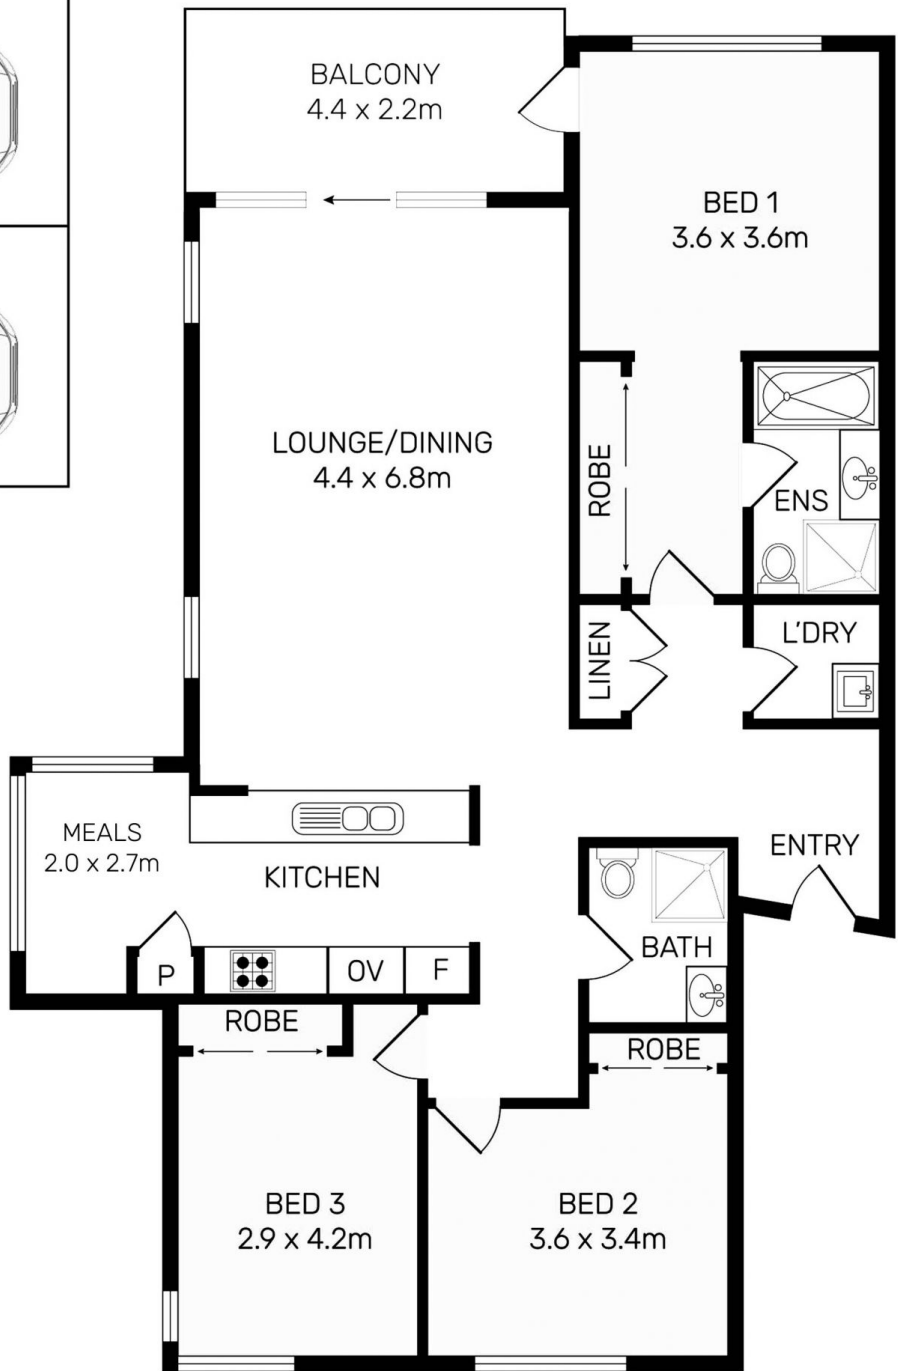 BALCONY
4.4 x 2.2m
BED 1
3.6 x 3.6m
LOUNGE/DINING
4.4 x 6.8m
ROBE
ENS
LINEN
L'DRY
MEALS
2.0 x 2.7m
KITCHEN
ENTRY
BATH
P
OV
F
ROBE
ROBE
BED 3
2.9 x 4.2m
BED 2
3.6 x 3.4m